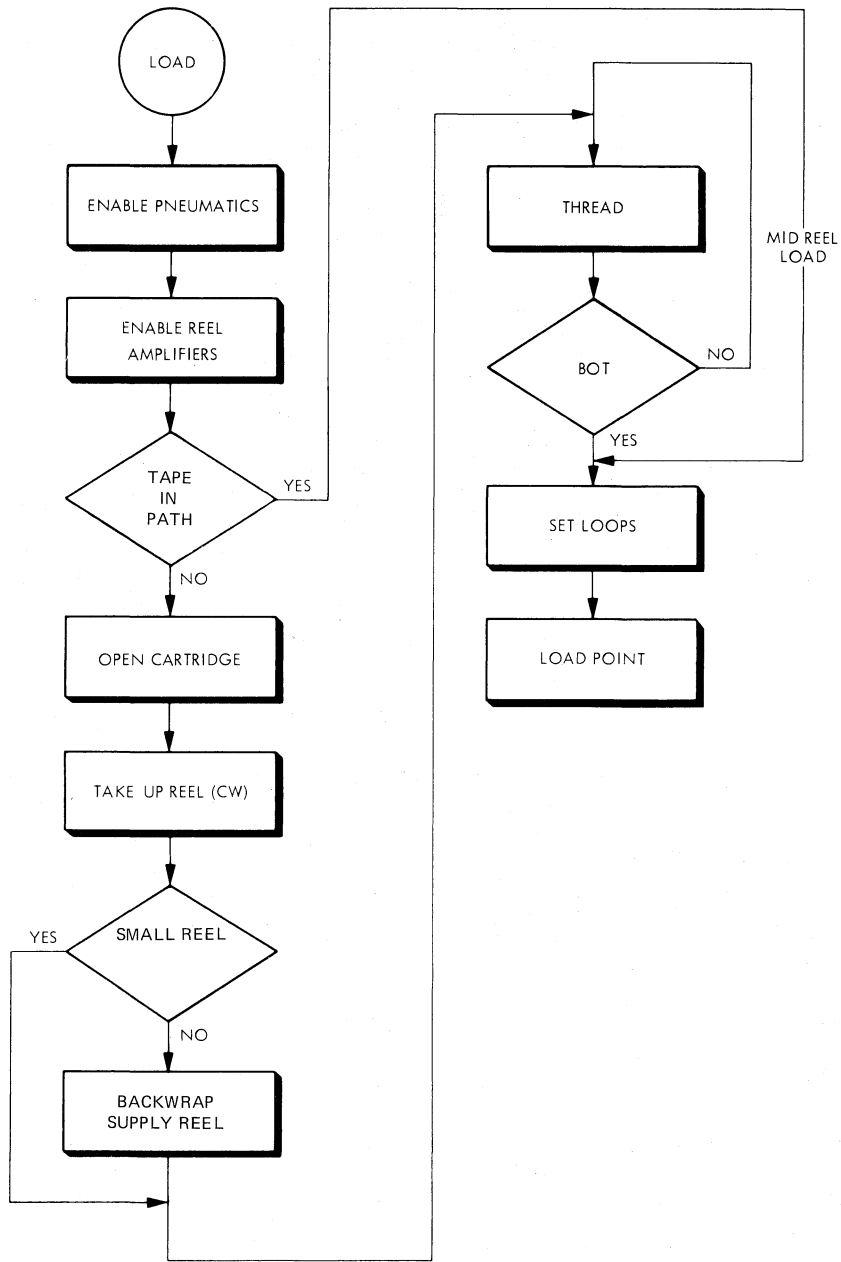 LOAD
ENABLE PNEUMATICS
ENABLE REEL
AMPLIFIERS
TAPE
IN
PATH
YES
NO
OPEN CARTRIDGE
TAKE UP REEL (CW)
SMALL REEL
YES
NO
BACKWRAP
SUPPLY REEL
THREAD
MID REEL
LOAD
BOT
NO
YES
SET LOOPS
LOAD POINT